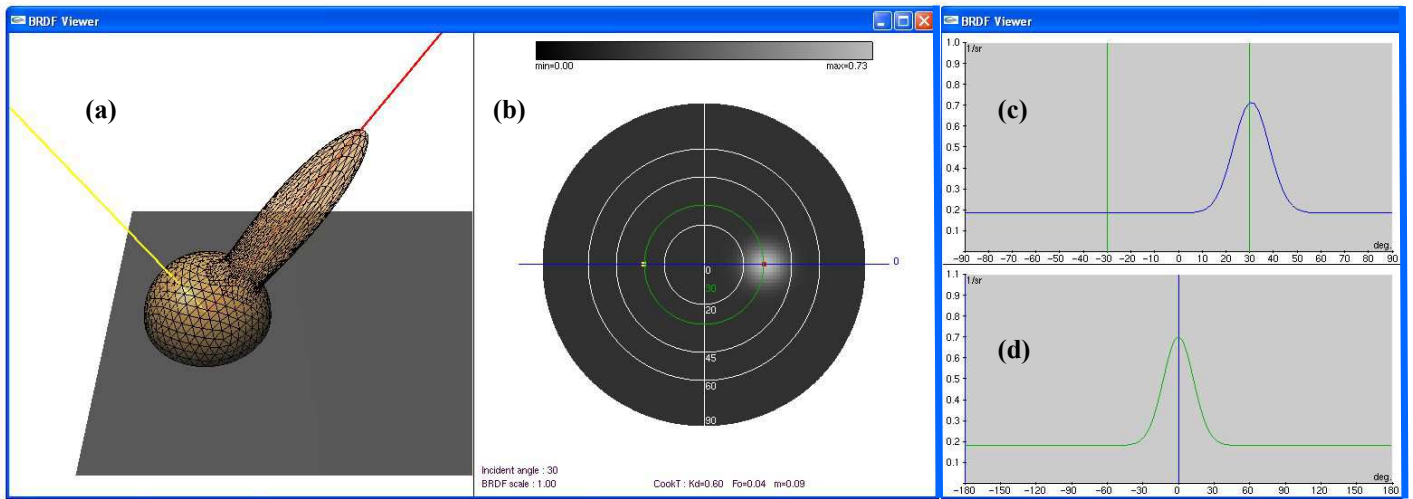 BRDF Viewer
(a)
min=0.00 max=0.73
(b)
0
0
30
20
45
60
90
Incident angle : 30
BRDF scale : 1.00
CookT : Kd=0.60 Fo=0.04 m=0.09
BRDF Viewer
1.0
1/sr
0.9
0.8
0.7
(c)
0.6
0.5
0.4
0.3
0.2
0.1
deg.
-90 -80 -70 -60 -50 -40 -30 -20 -10 0 10 20 30 40 50 60 70 80 90
1.1
1/sr
1.0
0.9
0.8
0.7
(d)
0.6
0.5
0.4
0.3
0.2
0.1
deg.
-180 -150 -120 -90 -60 -30 0 30 60 90 120 150 180